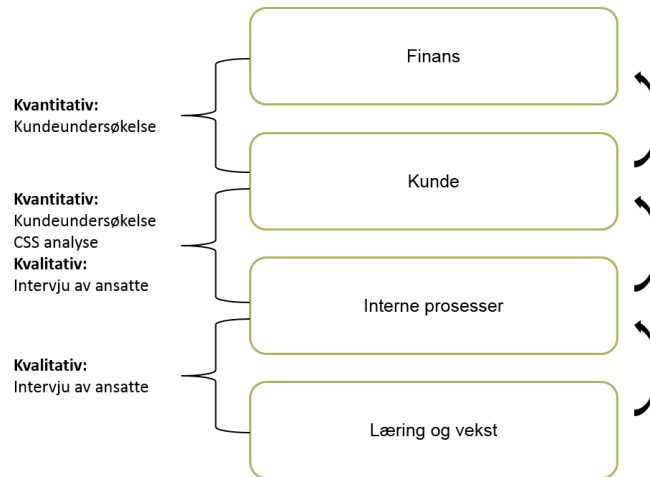 Finans
Kvantitativ:
Kundeundersøkelse
Kunde
Kvantitativ:
Kundeundersøkelse
CSS analyse
Kvalitativ:
Intervju av ansatte
Interne prosesser
Kvalitativ:
Intervju av ansatte
Læring og vekst